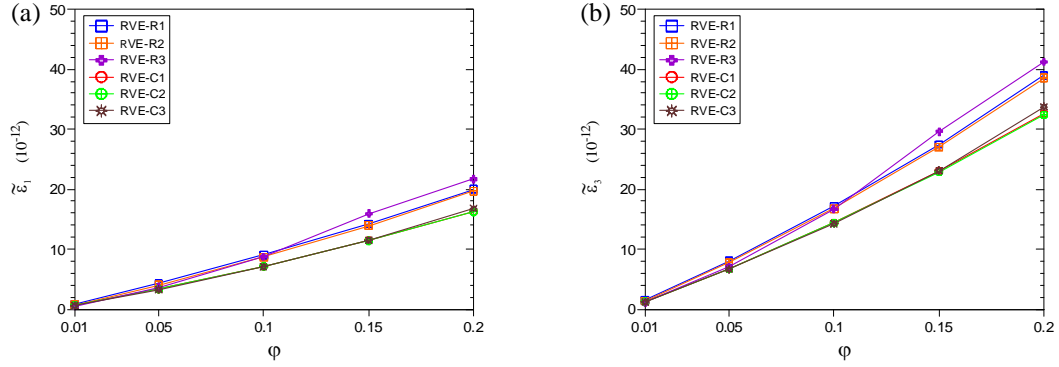 (a)
50
40
30
20
10
0
ε̃₁ (10⁻¹²)
RVE-R1
RVE-R2
RVE-R3
RVE-C1
RVE-C2
RVE-C3
0.01 0.05 0.1 0.15 0.2
φ
(b)
50
40
30
20
10
0
ε̃₃ (10⁻¹²)
RVE-R1
RVE-R2
RVE-R3
RVE-C1
RVE-C2
RVE-C3
0.01 0.05 0.1 0.15 0.2
φ